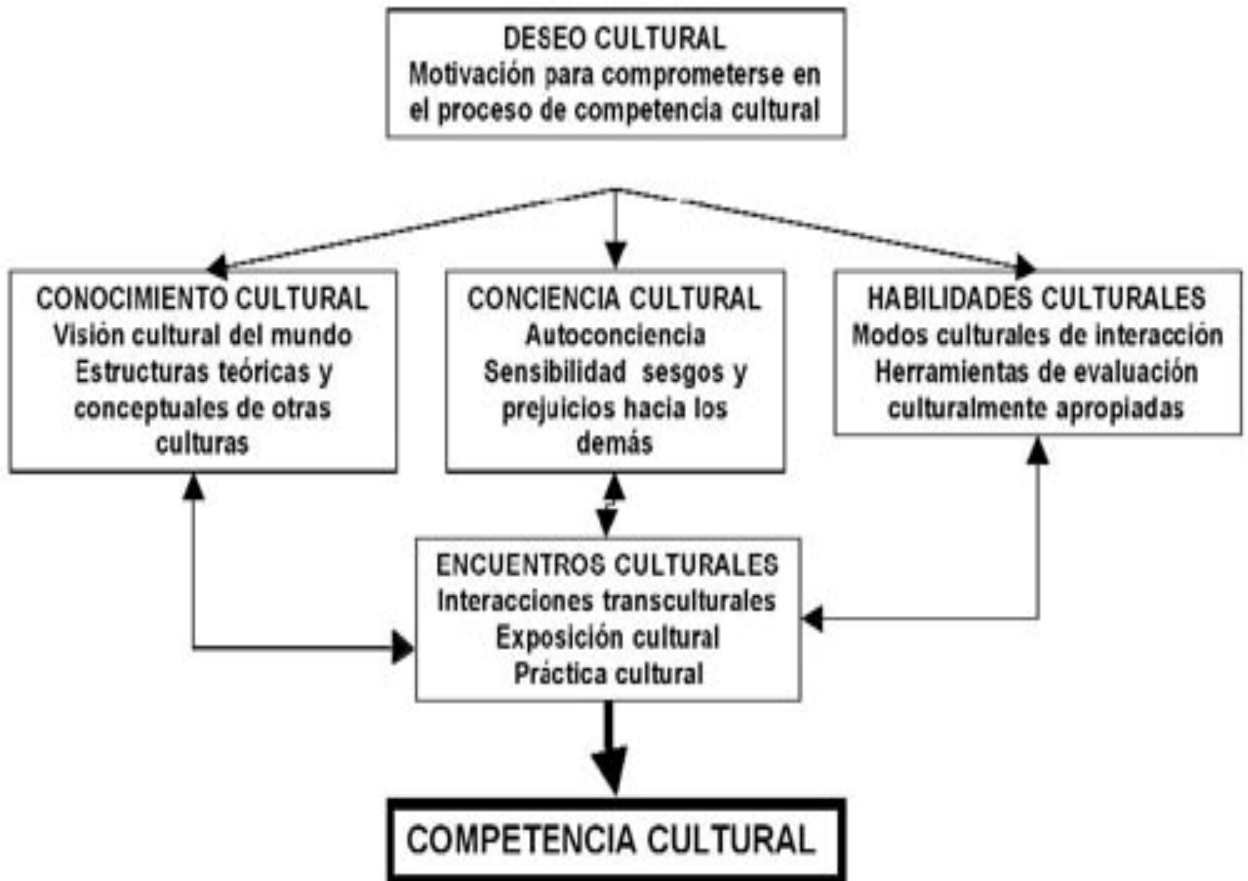 DESEO CULTURAL
Motivación para comprometerse en
el proceso de competencia cultural
CONOCIMIENTO CULTURAL
Visión cultural del mundo
Estructuras teóricas y
conceptuales de otras
culturas
CONCIENCIA CULTURAL
Autoconciencia
Sensibilidad sesgos y
prejuicios hacia los
demás
HABILIDADES CULTURALES
Modos culturales de interacción
Herramientas de evaluación
culturalmente apropiadas
ENCUENTROS CULTURALES
Interacciones transculturales
Exposición cultural
Práctica cultural
COMPETENCIA CULTURAL